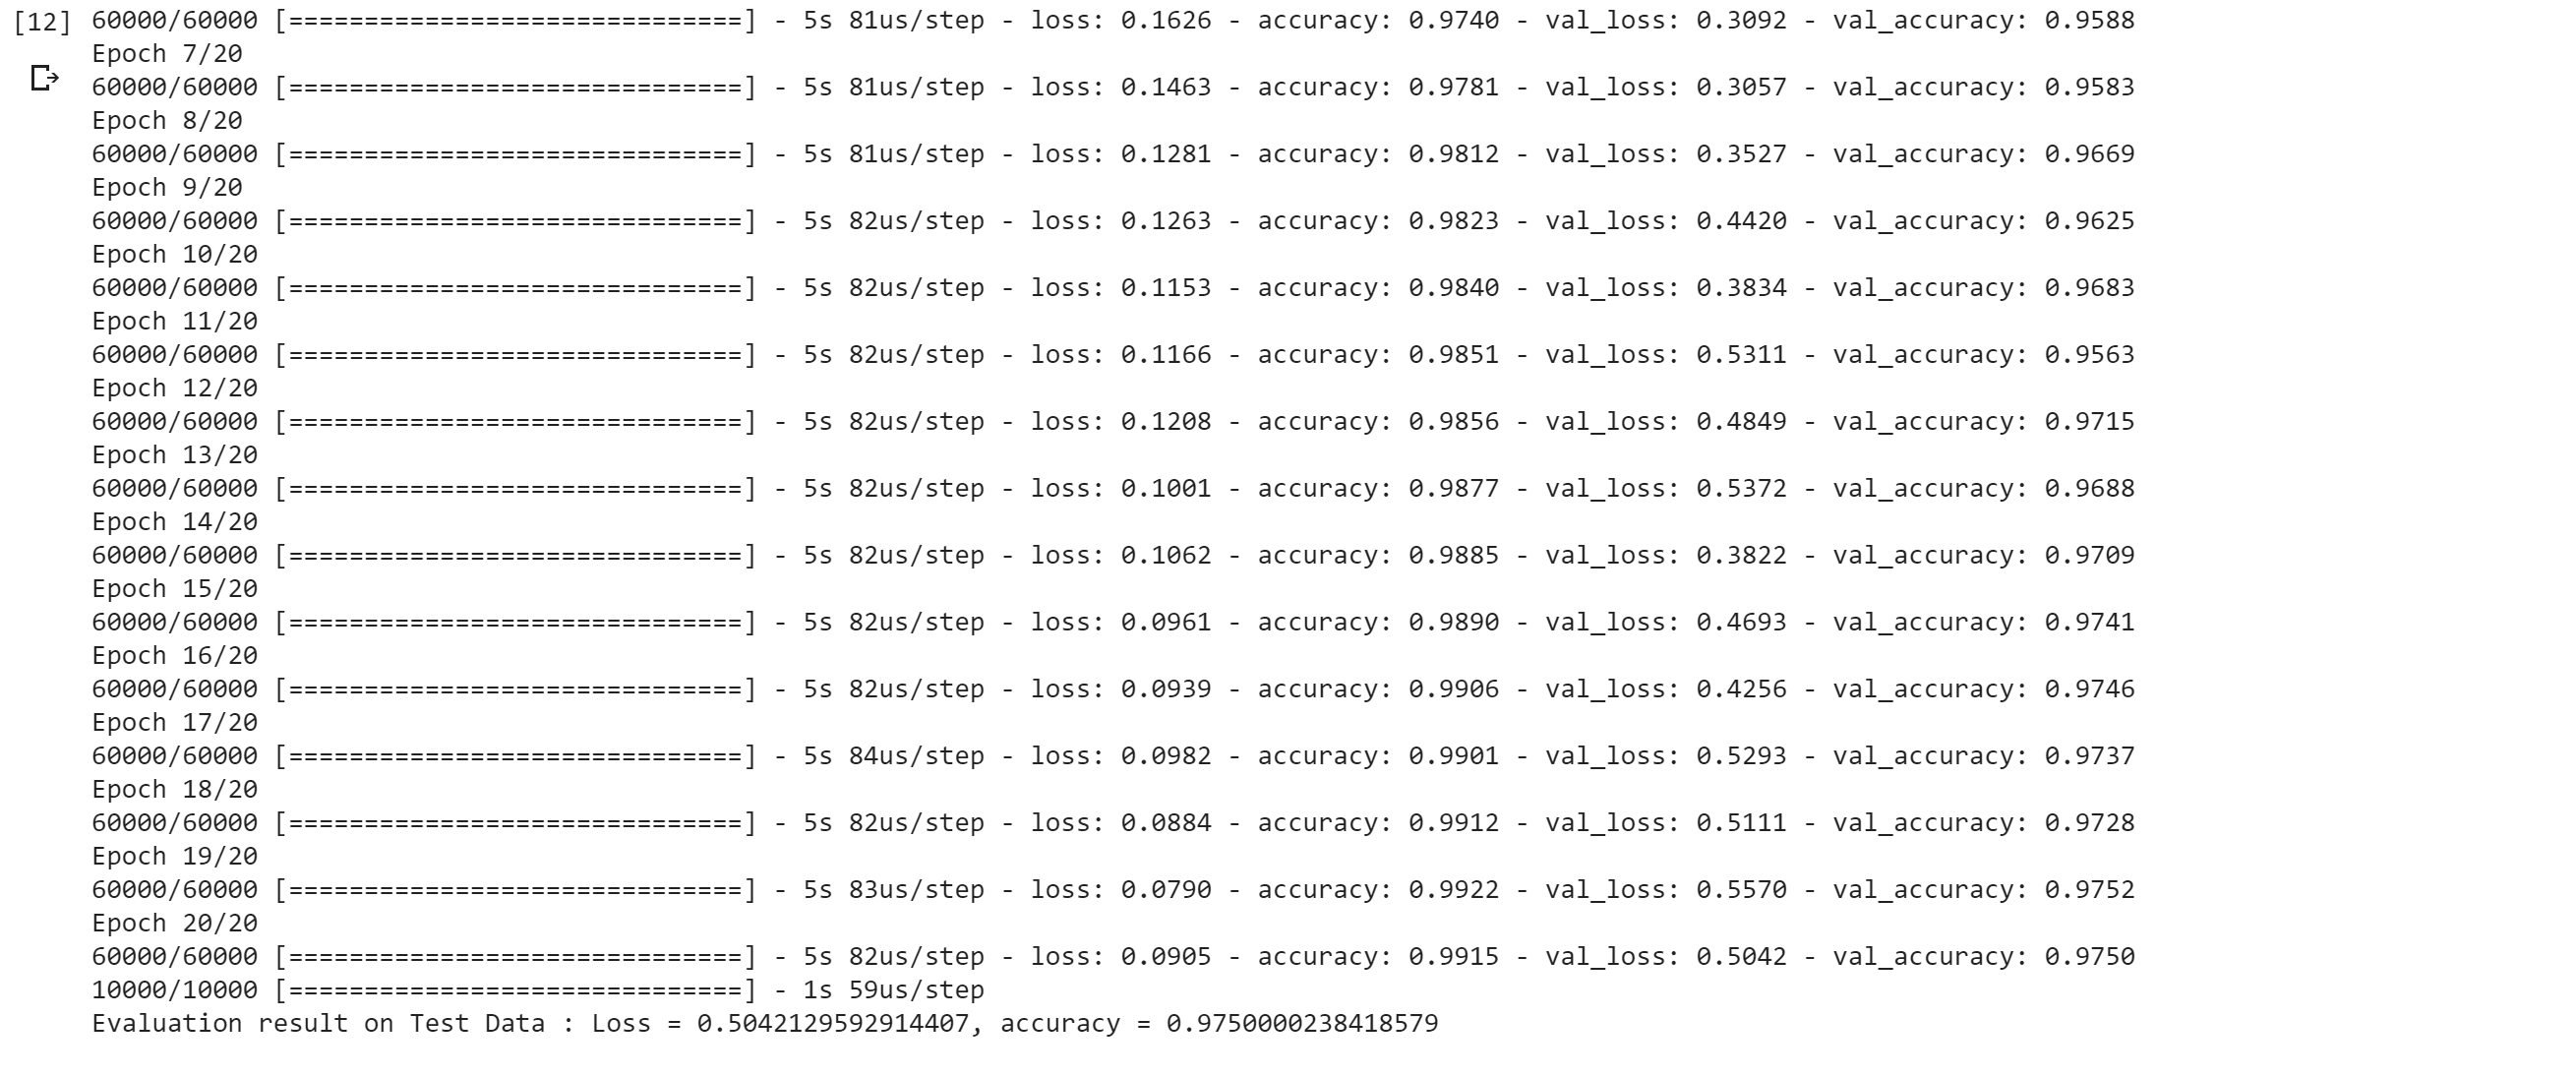 [12] 60000/60000 [==============================] - 5s 81us/step - loss: 0.1626 - accuracy: 0.9740 - val_loss: 0.3092 - val_accuracy: 0.9588
Epoch 7/20
60000/60000 [==============================] - 5s 81us/step - loss: 0.1463 - accuracy: 0.9781 - val_loss: 0.3057 - val_accuracy: 0.9583
Epoch 8/20
60000/60000 [==============================] - 5s 81us/step - loss: 0.1281 - accuracy: 0.9812 - val_loss: 0.3527 - val_accuracy: 0.9669
Epoch 9/20
60000/60000 [==============================] - 5s 82us/step - loss: 0.1263 - accuracy: 0.9823 - val_loss: 0.4420 - val_accuracy: 0.9625
Epoch 10/20
60000/60000 [==============================] - 5s 82us/step - loss: 0.1153 - accuracy: 0.9840 - val_loss: 0.3834 - val_accuracy: 0.9683
Epoch 11/20
60000/60000 [==============================] - 5s 82us/step - loss: 0.1166 - accuracy: 0.9851 - val_loss: 0.5311 - val_accuracy: 0.9563
Epoch 12/20
60000/60000 [==============================] - 5s 82us/step - loss: 0.1208 - accuracy: 0.9856 - val_loss: 0.4849 - val_accuracy: 0.9715
Epoch 13/20
60000/60000 [==============================] - 5s 82us/step - loss: 0.1001 - accuracy: 0.9877 - val_loss: 0.5372 - val_accuracy: 0.9688
Epoch 14/20
60000/60000 [==============================] - 5s 82us/step - loss: 0.1062 - accuracy: 0.9885 - val_loss: 0.3822 - val_accuracy: 0.9709
Epoch 15/20
60000/60000 [==============================] - 5s 82us/step - loss: 0.0961 - accuracy: 0.9890 - val_loss: 0.4693 - val_accuracy: 0.9741
Epoch 16/20
60000/60000 [==============================] - 5s 82us/step - loss: 0.0939 - accuracy: 0.9906 - val_loss: 0.4256 - val_accuracy: 0.9746
Epoch 17/20
60000/60000 [==============================] - 5s 84us/step - loss: 0.0982 - accuracy: 0.9901 - val_loss: 0.5293 - val_accuracy: 0.9737
Epoch 18/20
60000/60000 [==============================] - 5s 82us/step - loss: 0.0884 - accuracy: 0.9912 - val_loss: 0.5111 - val_accuracy: 0.9728
Epoch 19/20
60000/60000 [==============================] - 5s 83us/step - loss: 0.0790 - accuracy: 0.9922 - val_loss: 0.5570 - val_accuracy: 0.9752
Epoch 20/20
60000/60000 [==============================] - 5s 82us/step - loss: 0.0905 - accuracy: 0.9915 - val_loss: 0.5042 - val_accuracy: 0.9750
10000/10000 [==============================] - 1s 59us/step
Evaluation result on Test Data : Loss = 0.5042129592914407, accuracy = 0.9750000238418579